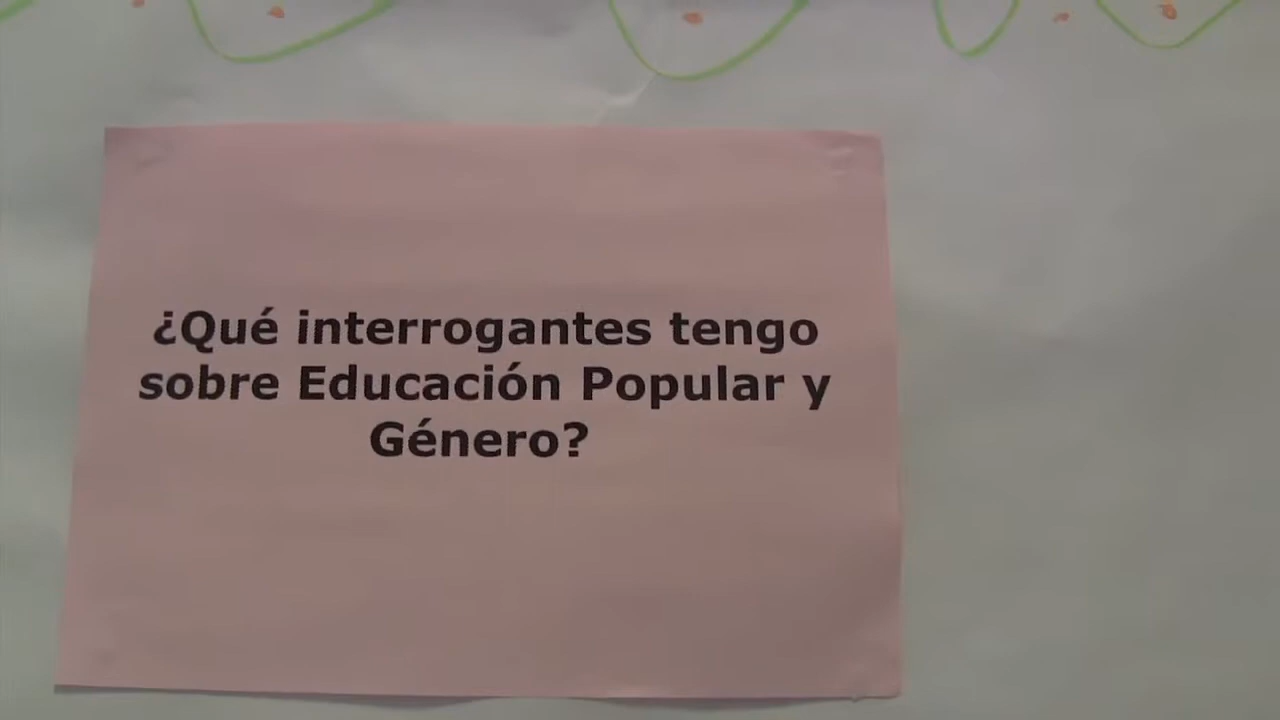 ¿Qué interrogantes tengo
sobre Educación Popular y
Género?